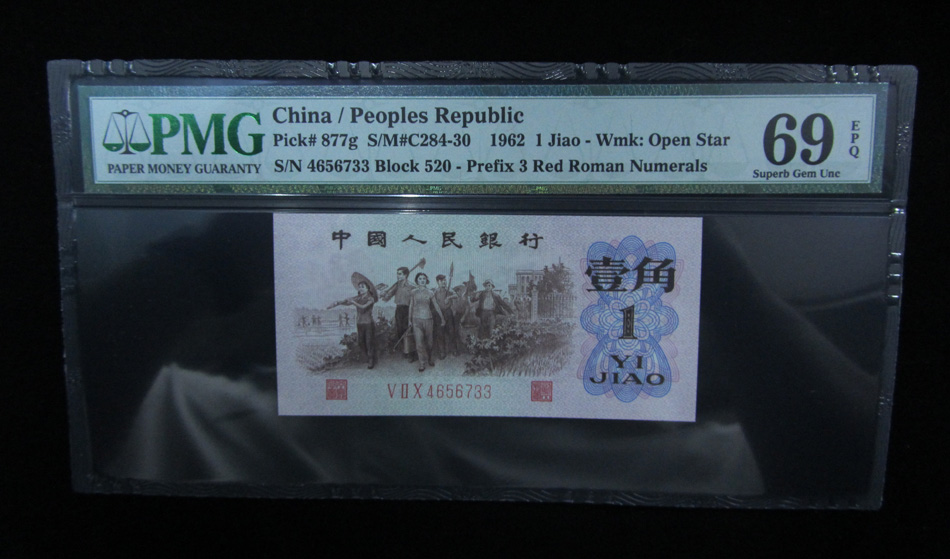 PMG
PAPER MONEY GUARANTY
China / Peoples Republic
Pick# 877g S/M#C284-30 1962 1 Jiao - Wmk: Open Star
S/N 4656733 Block 520 - Prefix 3 Red Roman Numerals
69
EPQ
Superb Gem Unc
中國人民銀行
壹角
1
YI
JIAO
V II X 4656733